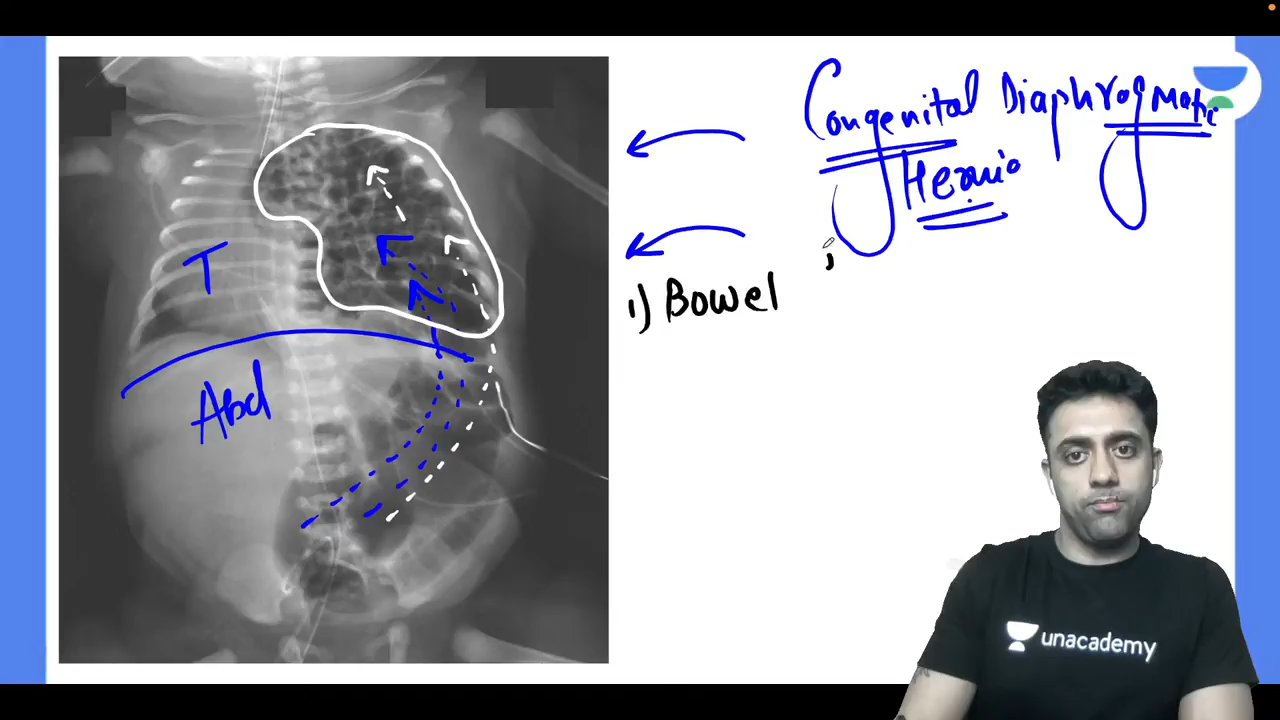 Congenital Diaphragmatic
Hernia
T
1) Bowel
Abd
unacademy